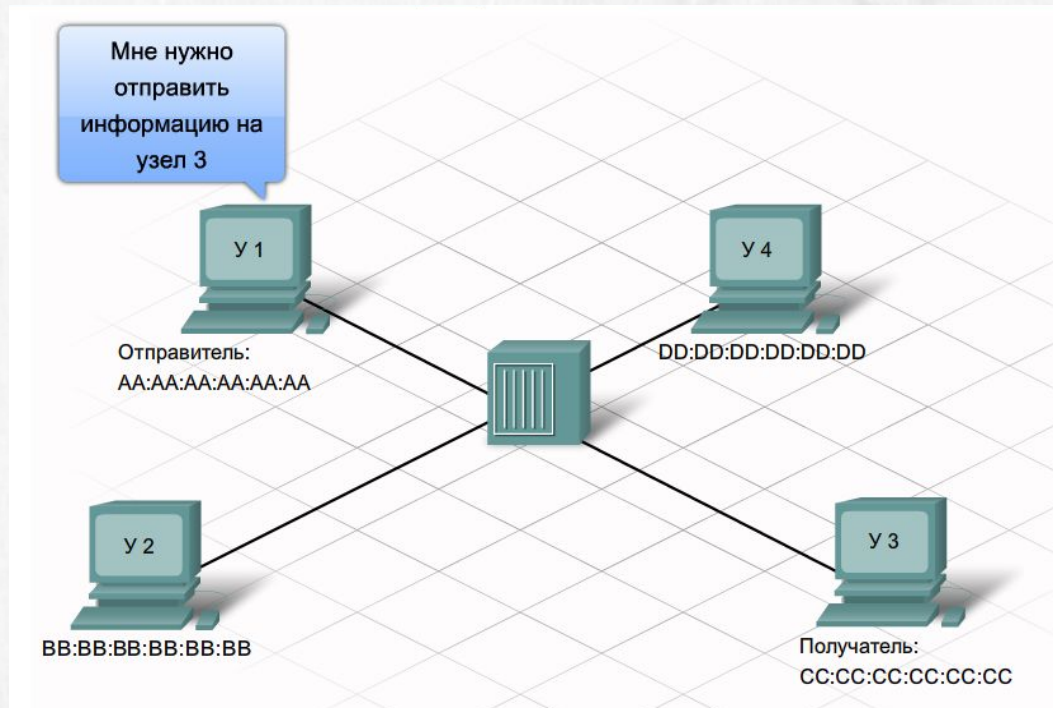 Мне нужно
отправить
информацию на
узел 3
У 1
У 4
Отправитель:
AA:AA:AA:AA:AA:AA
DD:DD:DD:DD:DD:DD
У 2
У 3
BB:BB:BB:BB:BB:BB
Получатель:
CC:CC:CC:CC:CC:CC